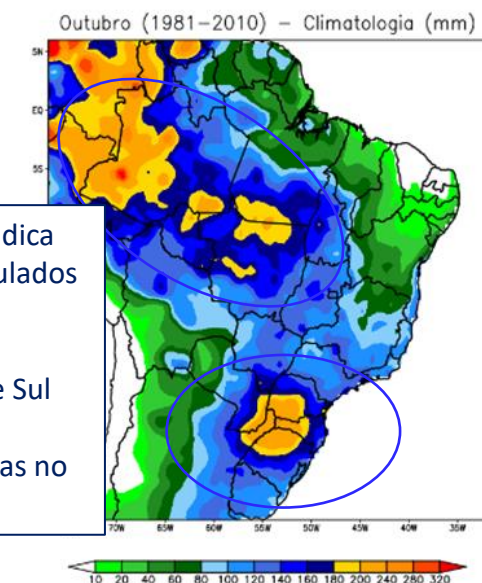 Outubro (1981–2010) – Climatologia (mm)
5N
EQ
5S
dica
ulados
e Sul
as no
70W 65W 60W 55W 50W 45W 40W 35W
10 20 40 60 80 100 120 140 160 180 200 240 280 320